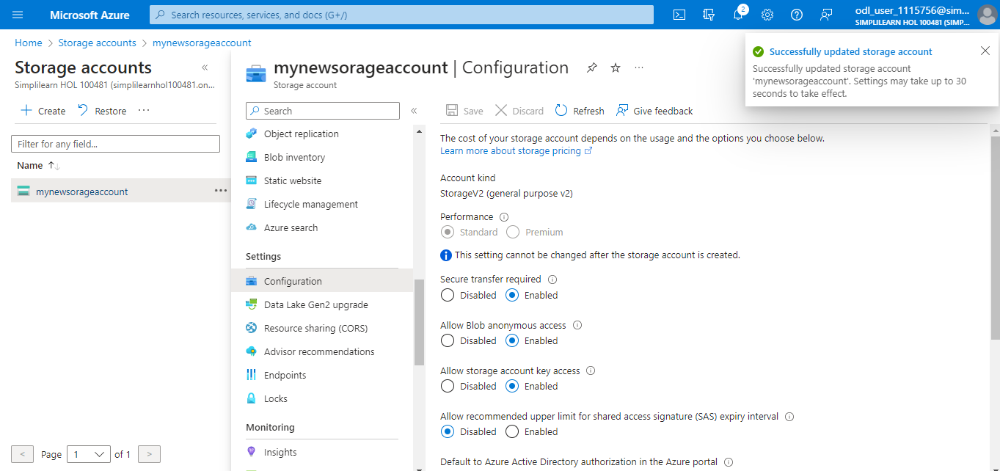 Microsoft Azure
Search resources, services, and docs (G+/)
2
odl_user_1115756@sim...
SIMPLILEARN HOL 100481 (SIMP...
Home > Storage accounts > mynewsorageaccount
Successfully updated storage account
Successfully updated storage account
'mynewsorageaccount'. Settings may take up to 30
seconds to take effect.
Storage accounts
Simplilearn HOL 100481 (simplilearnhol100481.on...
Create
Restore
Filter for any field...
Name
mynewsorageaccount
< Page 1 of 1 >
mynewsorageaccount | Configuration
Storage account
Search
Object replication
Blob inventory
Static website
Lifecycle management
Azure search
Settings
Configuration
Data Lake Gen2 upgrade
Resource sharing (CORS)
Advisor recommendations
Endpoints
Locks
Monitoring
Insights
Save
Discard
Refresh
Give feedback
The cost of your storage account depends on the usage and the options you choose below.
Learn more about storage pricing
Account kind
StorageV2 (general purpose v2)
Performance
Standard Premium
This setting cannot be changed after the storage account is created.
Secure transfer required
Disabled Enabled
Allow Blob anonymous access
Disabled Enabled
Allow storage account key access
Disabled Enabled
Allow recommended upper limit for shared access signature (SAS) expiry interval
Disabled Enabled
Default to Azure Active Directory authorization in the Azure portal